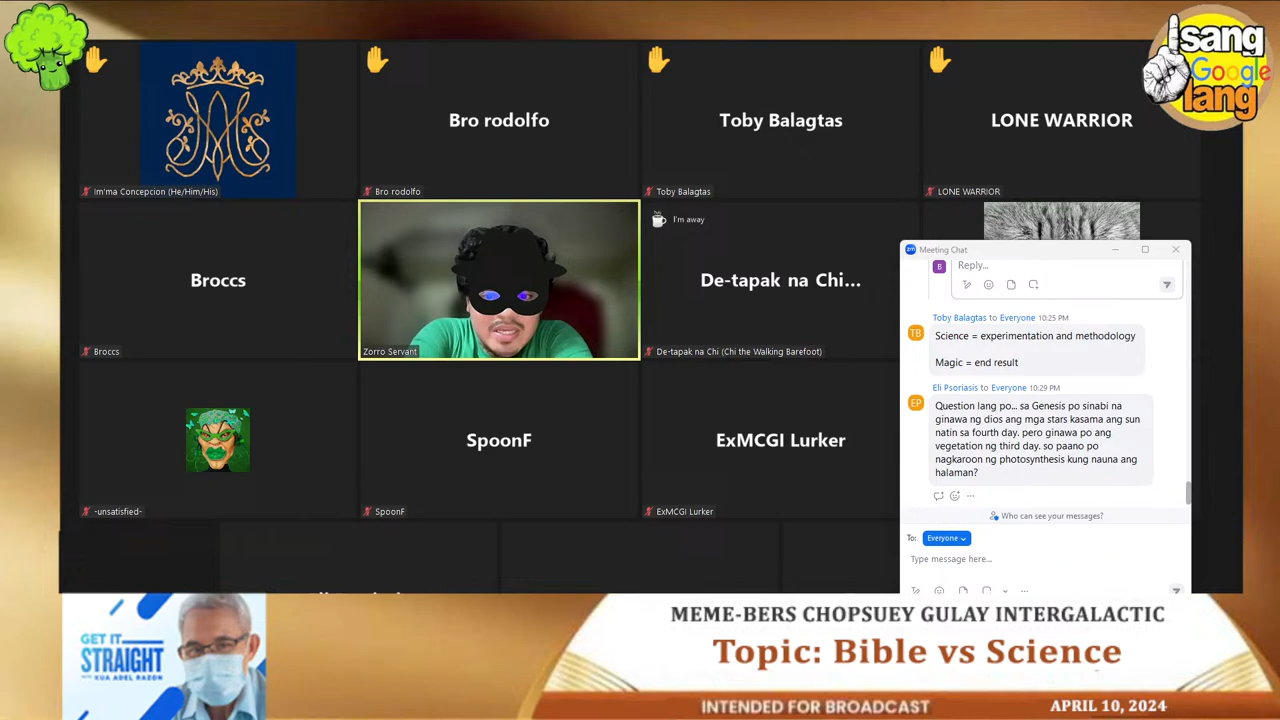 Isang
Google
lang
Bro rodolfo
Toby Balagtas
LONE WARRIOR
Im'ma Concepcion (He/Him/His)
Bro rodolfo
Toby Balagtas
LONE WARRIOR
I'm away
Broccs
De-tapak na Chi...
Broccs
Zorro Servant
De-tapak na Chi (Chi the Walking Barefoot)
SpoonF
ExMCGI Lurker
-unsatisfied-
SpoonF
ExMCGI Lurker
zm
Meeting Chat
B
Reply...
Toby Balagtas to Everyone 10:25 PM
TB
Science = experimentation and methodology
Magic = end result
Eli Psoriasis to Everyone 10:29 PM
EP
Question lang po... sa Genesis po sinabi na
ginawa ng dios ang mga stars kasama ang sun
natin sa fourth day. pero ginawa po ang
vegetation ng third day. so paano po
nagkaroon ng photosynthesis kung nauna ang
halaman?
Who can see your messages?
To: Everyone
Type message here...
GET IT
STRAIGHT
WITH KUA ADEL RAZON
MEME-BERS CHOPSUEY GULAY INTERGALACTIC
Topic: Bible vs Science
INTENDED FOR BROADCAST
APRIL 10, 2024